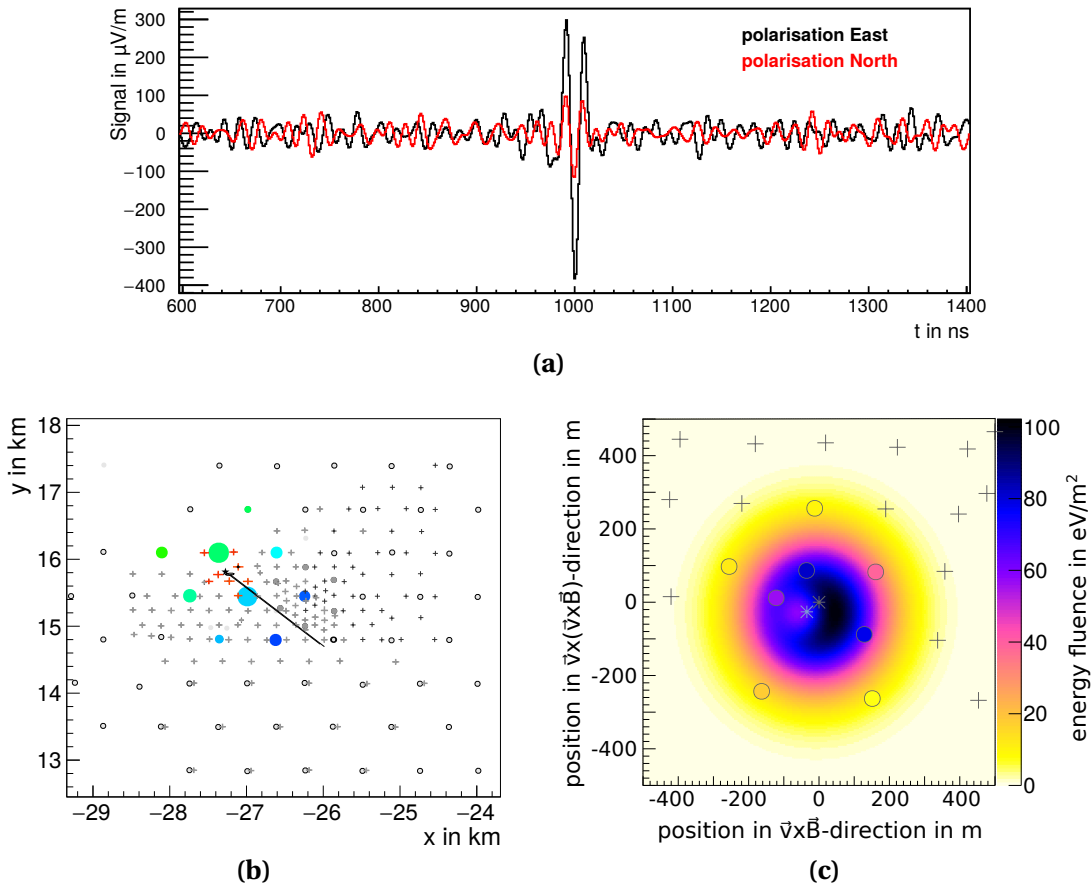 Signal in µV/m
300
200
100
0
−100
−200
−300
−400
polarisation East
polarisation North
600 700 800 900 1000 1100 1200 1300 1400
t in ns
(a)
y in km
18
17
16
15
14
13
−29 −28 −27 −26 −25 −24
x in km
(b)
position in v⃗x(v⃗xB⃗)-direction in m
400
200
0
-200
-400
-400 -200 0 200 400
position in v⃗xB⃗-direction in m
100
80
60
40
20
0
energy fluence in eV/m²
(c)